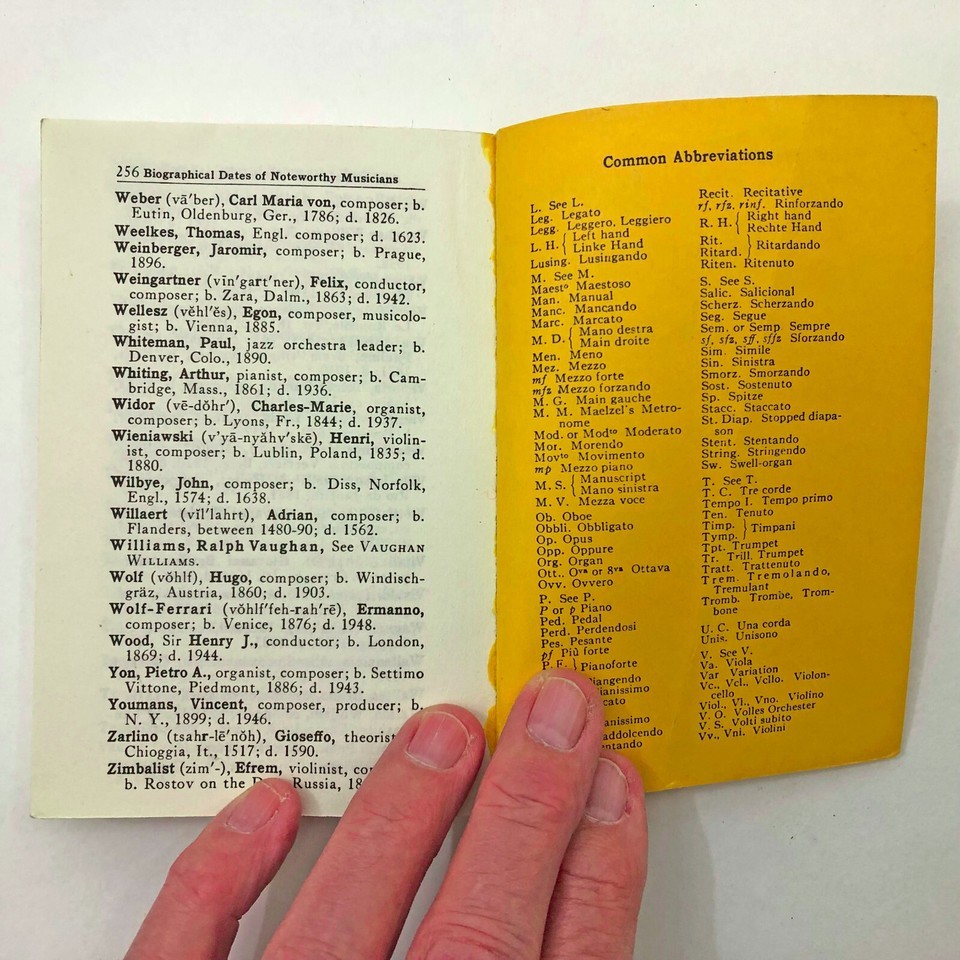 256 Biographical Dates of Noteworthy Musicians
Weber (vā′ber), Carl Maria von, composer; b.
Eutin, Oldenburg, Ger., 1786; d. 1826.
Weelkes, Thomas, Engl. composer; d. 1623.
Weinberger, Jaromir, composer; b. Prague,
1896.
Weingartner (vīn′gart′ner), Felix, conductor,
composer; b. Zara, Dalm., 1863; d. 1942.
Wellesz (vĕhl′ĕs), Egon, composer, musicolo-
gist; b. Vienna, 1885.
Whiteman, Paul, jazz orchestra leader; b.
Denver, Colo., 1890.
Whiting, Arthur, pianist, composer; b. Cam-
bridge, Mass., 1861; d. 1936.
Widor (vē-dŏhr′), Charles-Marie, organist,
composer; b. Lyons, Fr., 1844; d. 1937.
Wieniawski (v′yā-nyăhv′skē), Henri, violin-
ist, composer; b. Lublin, Poland, 1835; d.
1880.
Wilbye, John, composer; b. Diss, Norfolk,
Engl., 1574; d. 1638.
Willaert (vĭl′lahrt), Adrian, composer; b.
Flanders, between 1480-90; d. 1562.
Williams, Ralph Vaughan, See VAUGHAN
WILLIAMS.
Wolf (vŏhlf), Hugo, composer; b. Windisch-
gräz, Austria, 1860; d. 1903.
Wolf-Ferrari (vŏhlf′feh-rah′rē), Ermanno,
composer; b. Venice, 1876; d. 1948.
Wood, Sir Henry J., conductor; b. London,
1869; d. 1944.
Yon, Pietro A., organist, composer; b. Settimo
Vittone, Piedmont, 1886; d. 1943.
Youmans, Vincent, composer, producer; b.
N. Y., 1899; d. 1946.
Zarlino (tsahr-lē′nŏh), Gioseffo, theorist
Chioggia, It., 1517; d. 1590.
Zimbalist (zim′-), Efrem, violinist,
b. Rostov on the Russia,
Common Abbreviations
L. See L.
Leg. Legato
Legg. Leggero, Leggiero
L. H. { Left hand
Linke Hand
Lusing. Lusingando
M. See M.
Maestº Maestoso
Man. Manual
Manc. Mancando
Marc. Marcato
M. D. { Mano destra
Main droite
Men. Meno
Mez. Mezzo
mf Mezzo forte
mfz Mezzo forzando
M. G. Main gauche
M. M. Maelzel's Metro-
nome
Mod. or Modᵗᵒ Moderato
Mor. Morendo
Movᵗᵒ Movimento
mp Mezzo piano
M. S. { Manuscript
Mano sinistra
M. V. Mezza voce
Ob. Oboe
Obbli. Obbligato
Op. Opus
Opp. Oppure
Org. Organ
Ott., Oᵛᵃ or 8ᵛᵃ Ottava
Ovv. Ovvero
P. See P.
P or p Piano
Ped. Pedal
Perd. Perdendosi
Pes. Pesante
pf Più forte
P. F. } Pianoforte
Recit. Recitative
rf, rfz, rinf. Rinforzando
R. H. { Right hand
Rechte Hand
Rit.
Ritard. } Ritardando
Riten. Ritenuto
S. See S.
Salic. Salicional
Scherz. Scherzando
Seg. Segue
Sem. or Semp Sempre
sf, sfz, sff, sffz Sforzando
Sim. Simile
Sin. Sinistra
Smorz. Smorzando
Sost. Sostenuto
Sp. Spitze
Stacc. Staccato
St. Diap. Stopped diapa-
son
Stent. Stentando
String. Stringendo
Sw. Swell-organ
T. See T.
T. C. Tre corde
Tempo I. Tempo primo
Ten. Tenuto
Timp.
Tymp. } Timpani
Tpt. Trumpet
Tr. Trill, Trumpet
Tratt. Trattenuto
Trem. Tremolando,
Tremulant
Tromb. Trombe, Trom-
bone
U. C. Una corda
Unis. Unisono
V. See V.
Va. Viola
Var Variation
Vc., Vcl., Vcllo. Violon-
cello
Viol., Vl., Vno. Violino
V. O. Volles Orchester
V. S. Volti subito
Vv., Vni. Violini